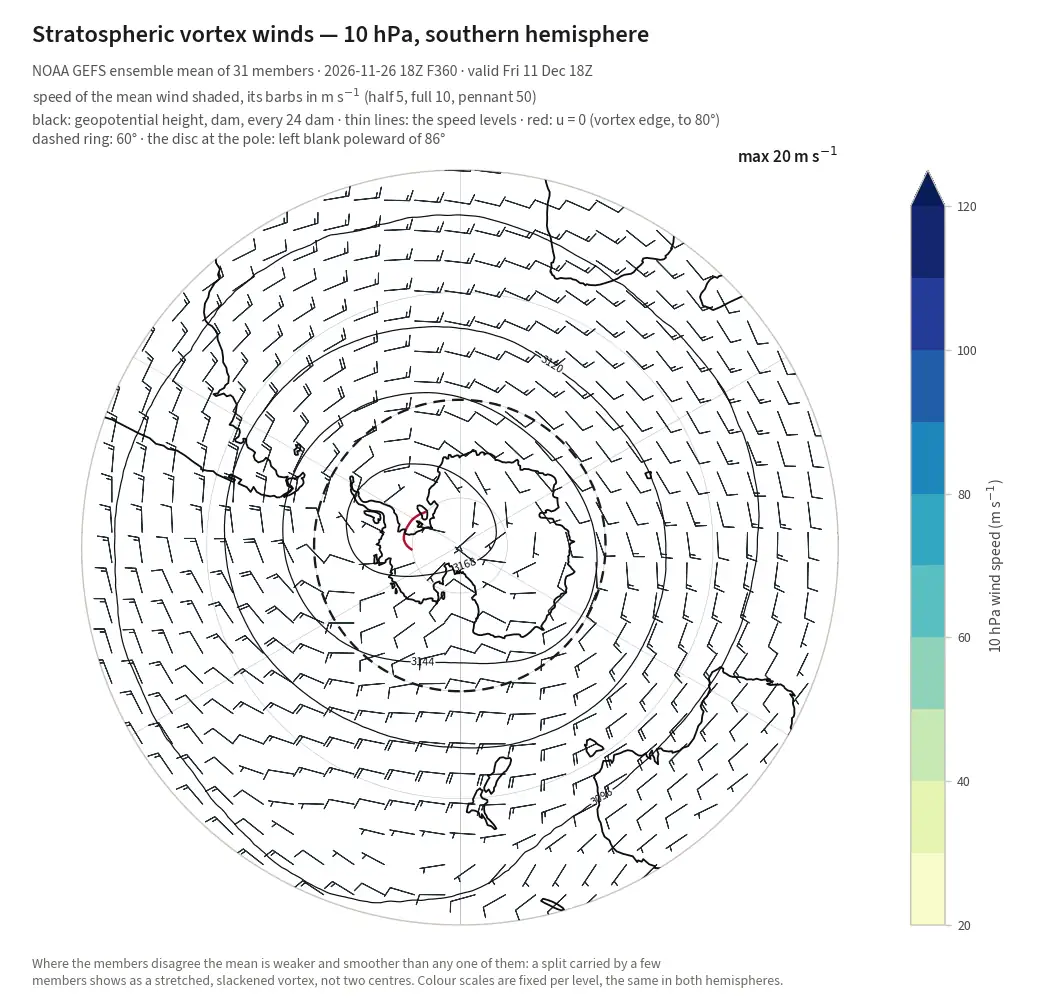 Stratospheric vortex winds — 10 hPa, southern hemisphere
NOAA GEFS ensemble mean of 31 members · 2026-11-26 18Z F360 · valid Fri 11 Dec 18Z
speed of the mean wind shaded, its barbs in m s⁻¹ (half 5, full 10, pennant 50)
black: geopotential height, dam, every 24 dam · thin lines: the speed levels · red: u = 0 (vortex edge, to 80°)
dashed ring: 60° · the disc at the pole: left blank poleward of 86°
max 20 m s⁻¹
120
100
80
60
40
20
10 hPa wind speed (m s⁻¹)
3120
3168
3144
3096
Where the members disagree the mean is weaker and smoother than any one of them: a split carried by a few
members shows as a stretched, slackened vortex, not two centres. Colour scales are fixed per level, the same in both hemispheres.